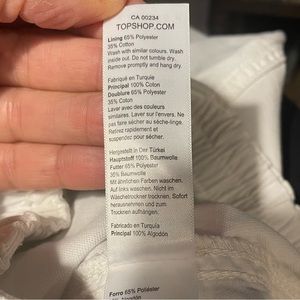 CA 00234
TOPSHOP.COM
Lining 65% Polyester
35% Cotton
Wash with similar colours. Wash
inside out. Do not tumble dry.
Remove promptly and hang dry.
Fabriqué en Turquie
Principal 100% Coton
Doublure 65% Polyester
35% Coton
Laver avec des couleurs
similaires. Laver sur l'envers. Ne
pas faire sécher au sèche-linge.
Retirez rapidement et
suspendez pour sécher.
Hergestellt in Der Türkei
Hauptstoff 100% Baumwolle
Futter 65% Polyester
35% Baumwolle
Mit ähnlichen Farben waschen.
Auf links waschen. Nicht im
Wäschetrockner trocknen. Sofort
herausnehmen und zum
Trocknen aufhängen.
Fabricado en Turquía
Principal 100% Algodón
Forro 65% Poliéster